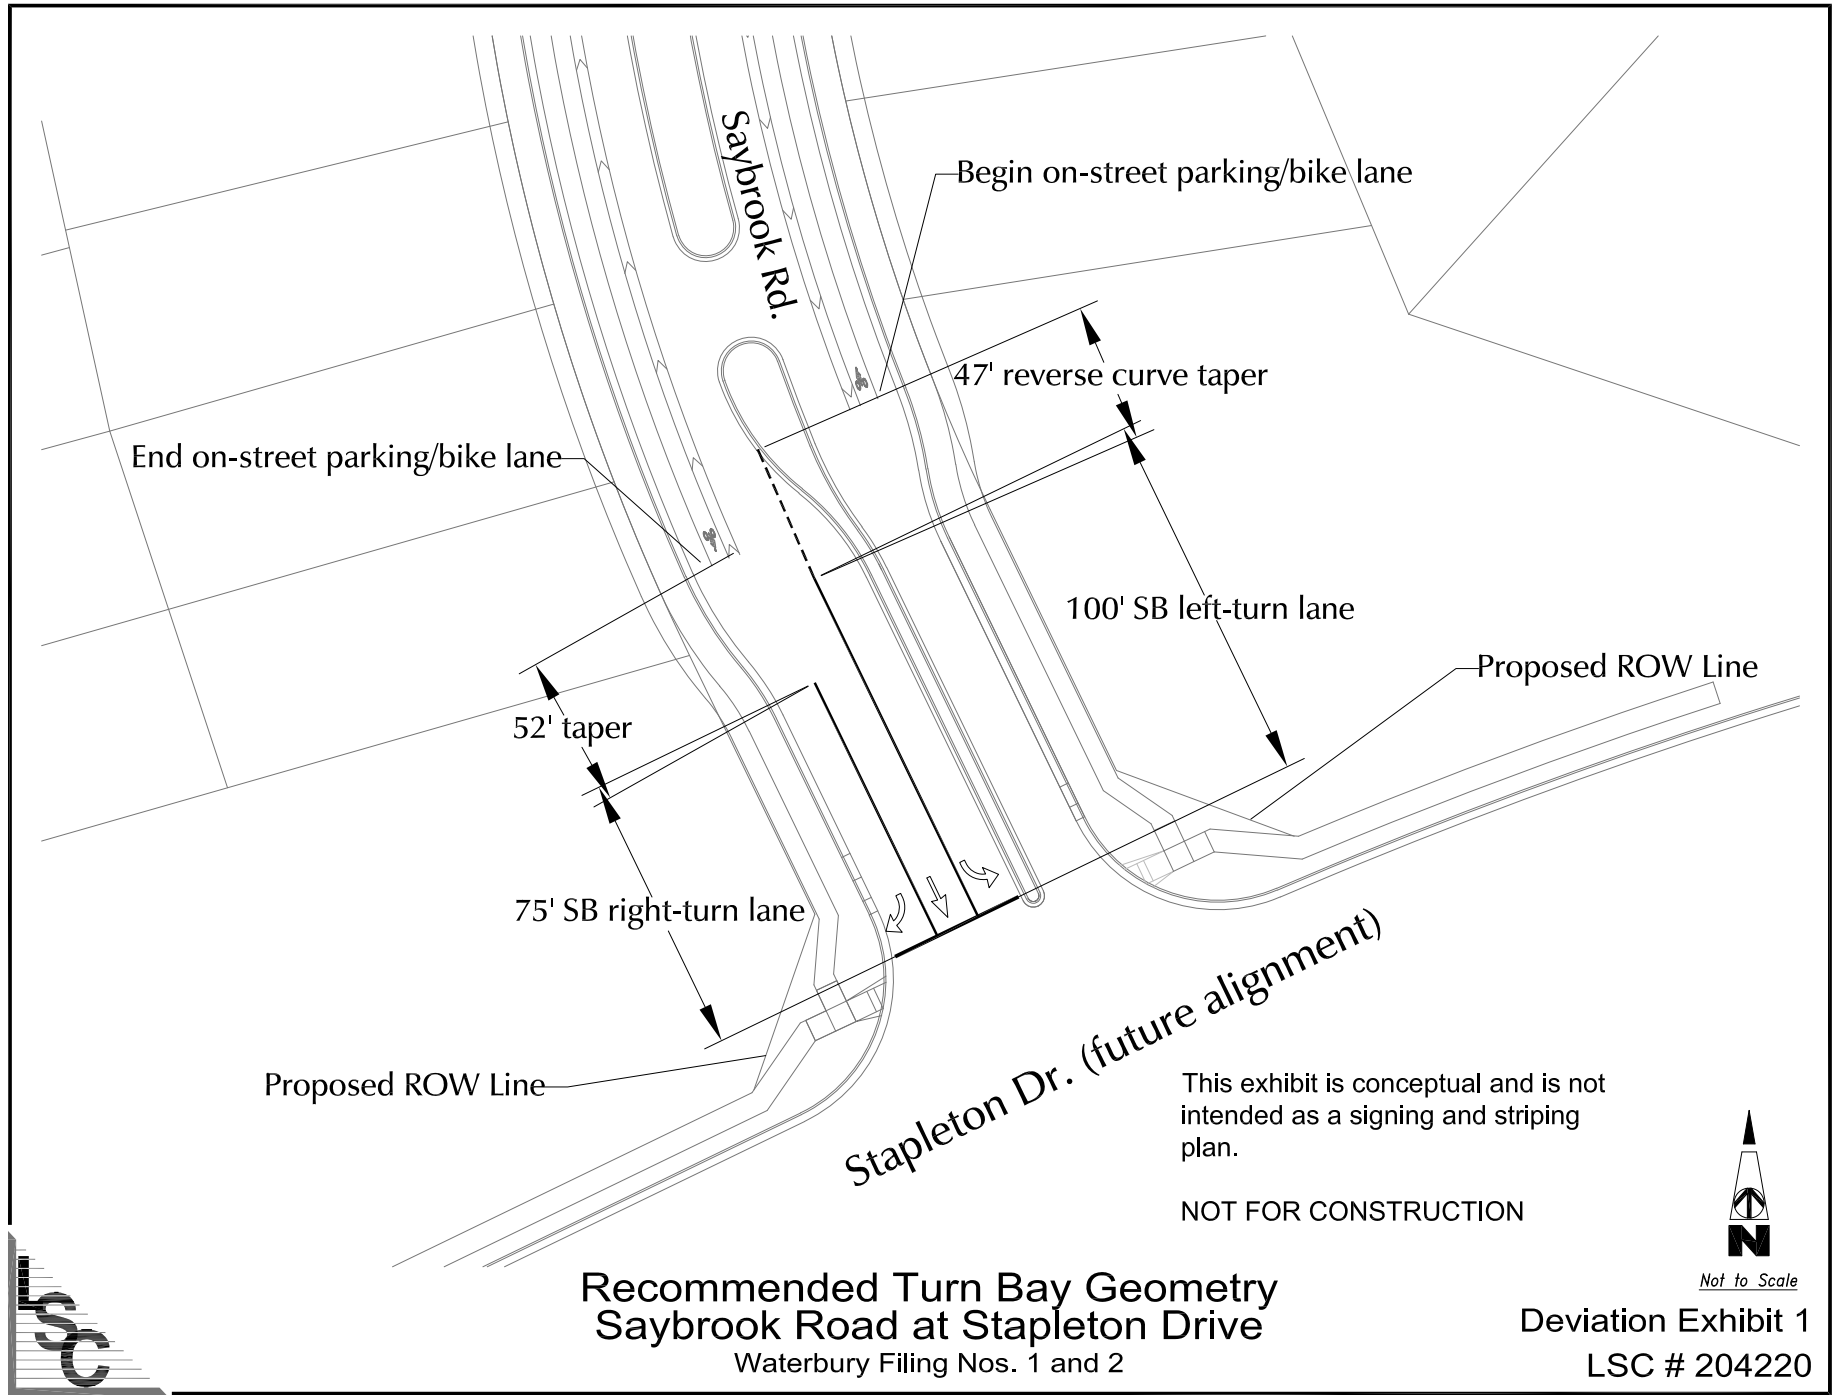 Saybrook Rd.
Begin on-street parking/bike lane
47' reverse curve taper
End on-street parking/bike lane
100' SB left-turn lane
Proposed ROW Line
52' taper
75' SB right-turn lane
Proposed ROW Line
Stapleton Dr. (future alignment)
This exhibit is conceptual and is not
intended as a signing and striping
plan.
NOT FOR CONSTRUCTION
N
Not to Scale
LSC
Recommended Turn Bay Geometry
Saybrook Road at Stapleton Drive
Waterbury Filing Nos. 1 and 2
Deviation Exhibit 1
LSC # 204220